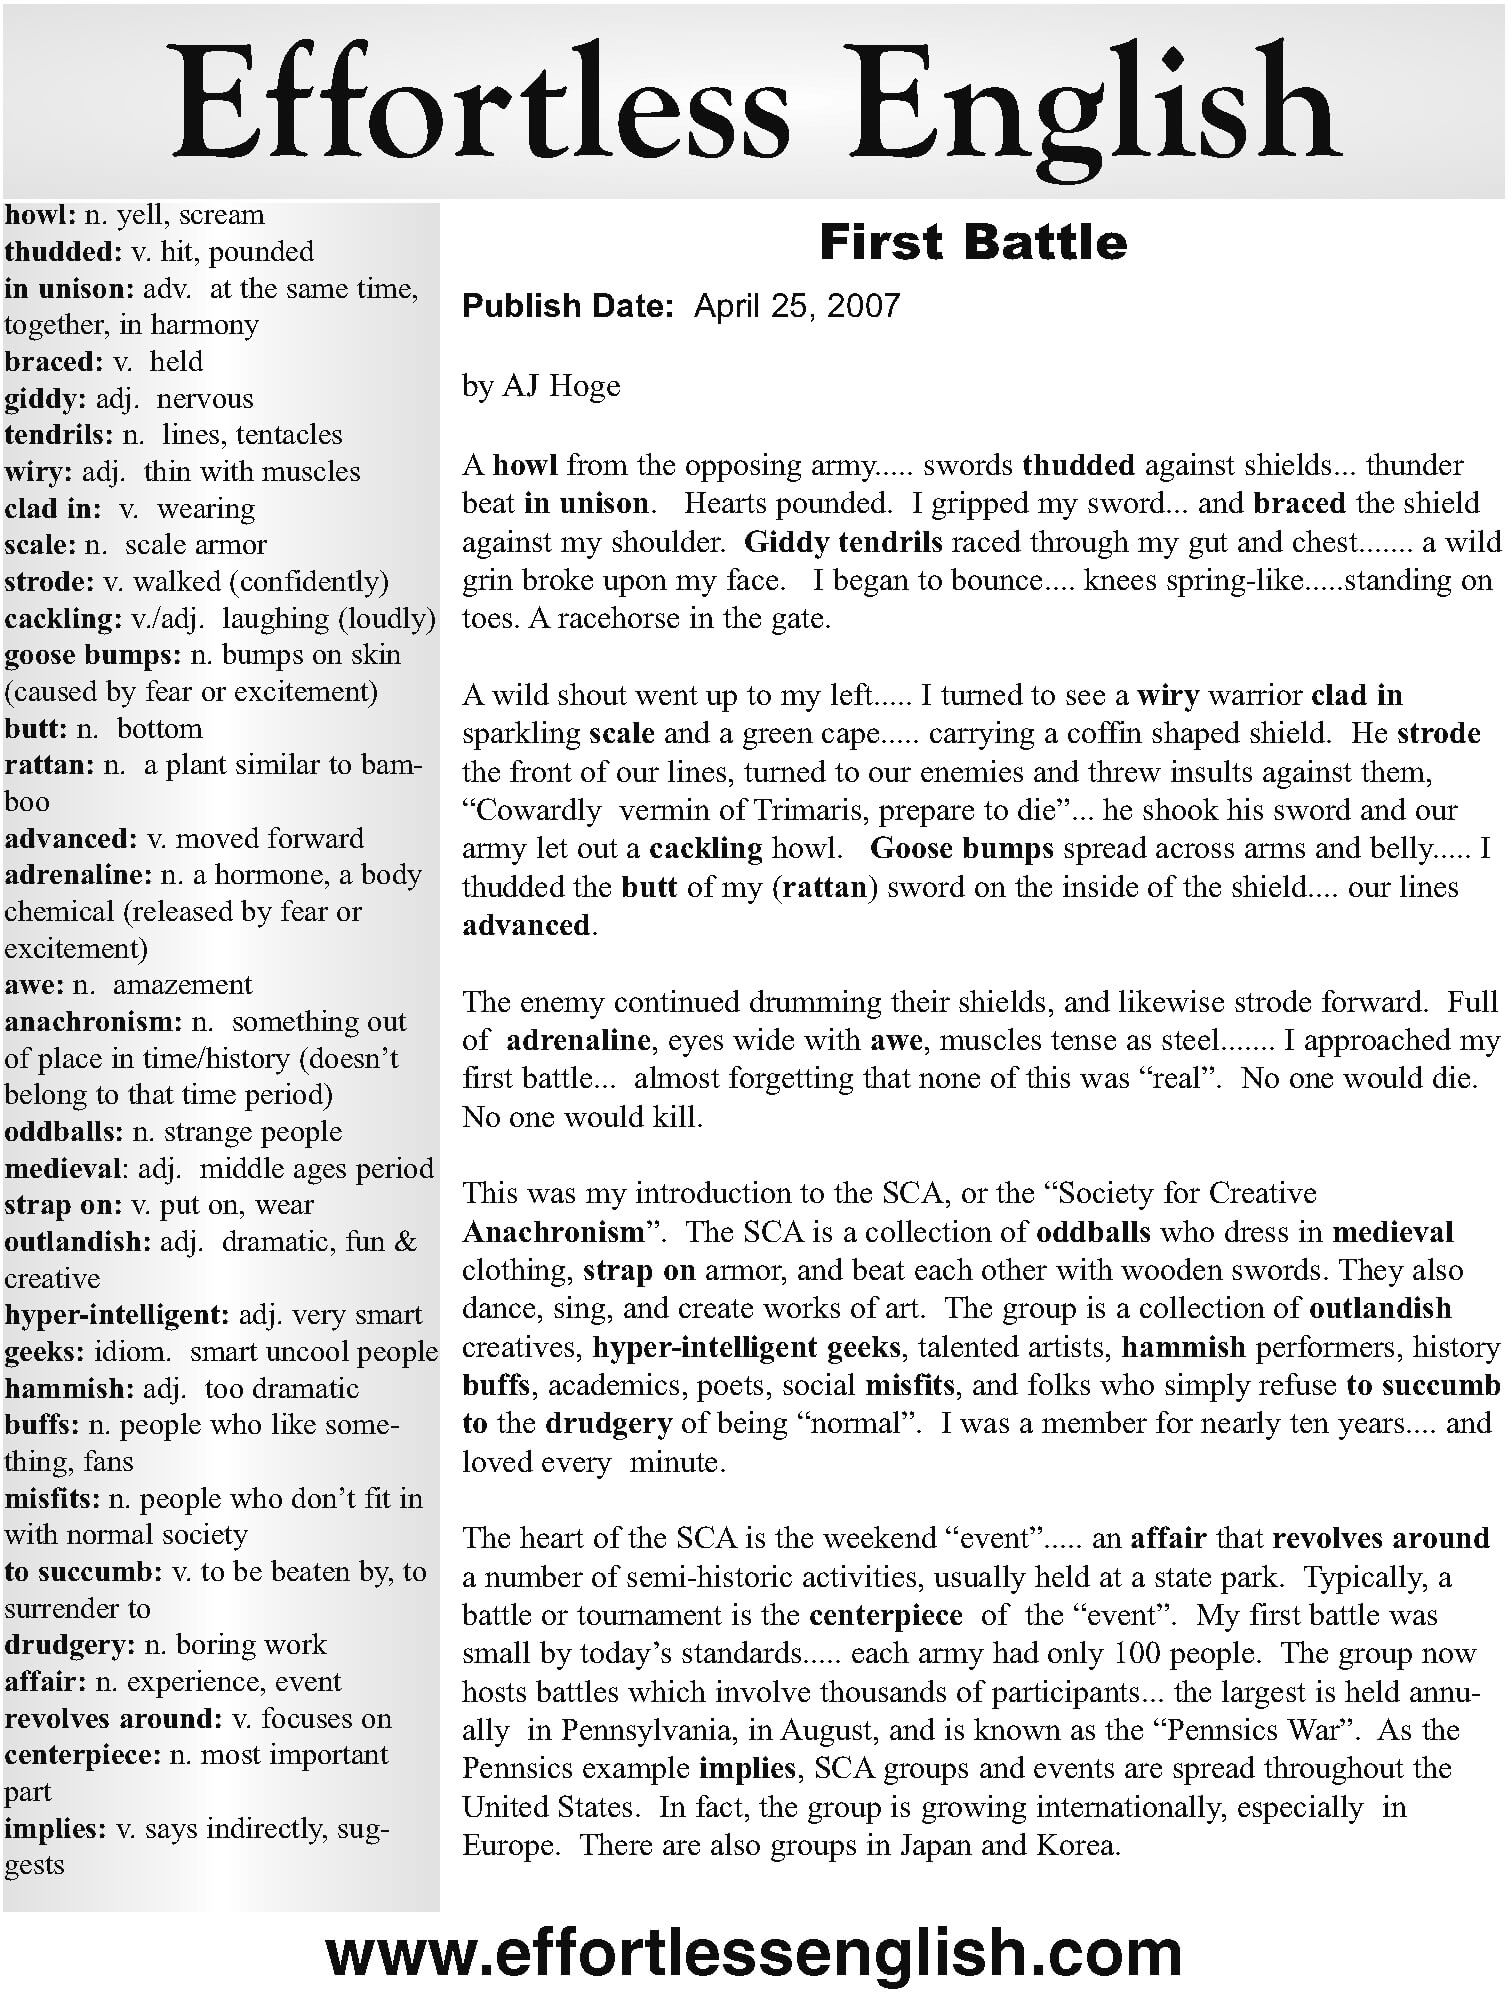 Effortless English
howl: n. yell, scream
thudded: v. hit, pounded
in unison: adv. at the same time,
together, in harmony
braced: v. held
giddy: adj. nervous
tendrils: n. lines, tentacles
wiry: adj. thin with muscles
clad in: v. wearing
scale: n. scale armor
strode: v. walked (confidently)
cackling: v./adj. laughing (loudly)
goose bumps: n. bumps on skin
(caused by fear or excitement)
butt: n. bottom
rattan: n. a plant similar to bam-
boo
advanced: v. moved forward
adrenaline: n. a hormone, a body
chemical (released by fear or
excitement)
awe: n. amazement
anachronism: n. something out
of place in time/history (doesn't
belong to that time period)
oddballs: n. strange people
medieval: adj. middle ages period
strap on: v. put on, wear
outlandish: adj. dramatic, fun &
creative
hyper-intelligent: adj. very smart
geeks: idiom. smart uncool people
hammish: adj. too dramatic
buffs: n. people who like some-
thing, fans
misfits: n. people who don't fit in
with normal society
to succumb: v. to be beaten by, to
surrender to
drudgery: n. boring work
affair: n. experience, event
revolves around: v. focuses on
centerpiece: n. most important
part
implies: v. says indirectly, sug-
gests
First Battle
Publish Date: April 25, 2007
by AJ Hoge
A howl from the opposing army..... swords thudded against shields... thunder
beat in unison. Hearts pounded. I gripped my sword... and braced the shield
against my shoulder. Giddy tendrils raced through my gut and chest....... a wild
grin broke upon my face. I began to bounce.... knees spring-like.....standing on
toes. A racehorse in the gate.
A wild shout went up to my left..... I turned to see a wiry warrior clad in
sparkling scale and a green cape..... carrying a coffin shaped shield. He strode
the front of our lines, turned to our enemies and threw insults against them,
“Cowardly vermin of Trimaris, prepare to die”... he shook his sword and our
army let out a cackling howl. Goose bumps spread across arms and belly..... I
thudded the butt of my (rattan) sword on the inside of the shield.... our lines
advanced.
The enemy continued drumming their shields, and likewise strode forward. Full
of adrenaline, eyes wide with awe, muscles tense as steel....... I approached my
first battle... almost forgetting that none of this was “real”. No one would die.
No one would kill.
This was my introduction to the SCA, or the “Society for Creative
Anachronism”. The SCA is a collection of oddballs who dress in medieval
clothing, strap on armor, and beat each other with wooden swords. They also
dance, sing, and create works of art. The group is a collection of outlandish
creatives, hyper-intelligent geeks, talented artists, hammish performers, history
buffs, academics, poets, social misfits, and folks who simply refuse to succumb
to the drudgery of being “normal”. I was a member for nearly ten years.... and
loved every minute.
The heart of the SCA is the weekend “event”..... an affair that revolves around
a number of semi-historic activities, usually held at a state park. Typically, a
battle or tournament is the centerpiece of the “event”. My first battle was
small by today's standards..... each army had only 100 people. The group now
hosts battles which involve thousands of participants... the largest is held annu-
ally in Pennsylvania, in August, and is known as the “Pennsics War”. As the
Pennsics example implies, SCA groups and events are spread throughout the
United States. In fact, the group is growing internationally, especially in
Europe. There are also groups in Japan and Korea.
www.effortlessenglish.com